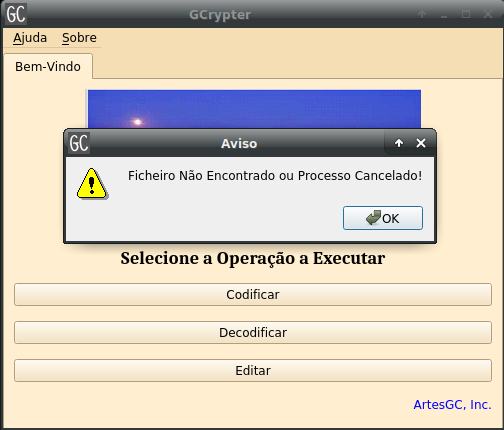 GC GCrypter
Ajuda Sobre
Bem-Vindo
GC Aviso
Ficheiro Não Encontrado ou Processo Cancelado!
OK
Selecione a Operação a Executar
Codificar
Decodificar
Editar
ArtesGC, Inc.